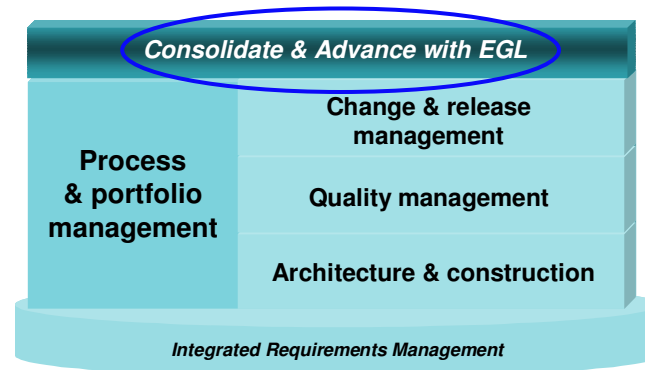 Consolidate & Advance with EGL
Process
& portfolio
management
Change & release
management
Quality management
Architecture & construction
Integrated Requirements Management